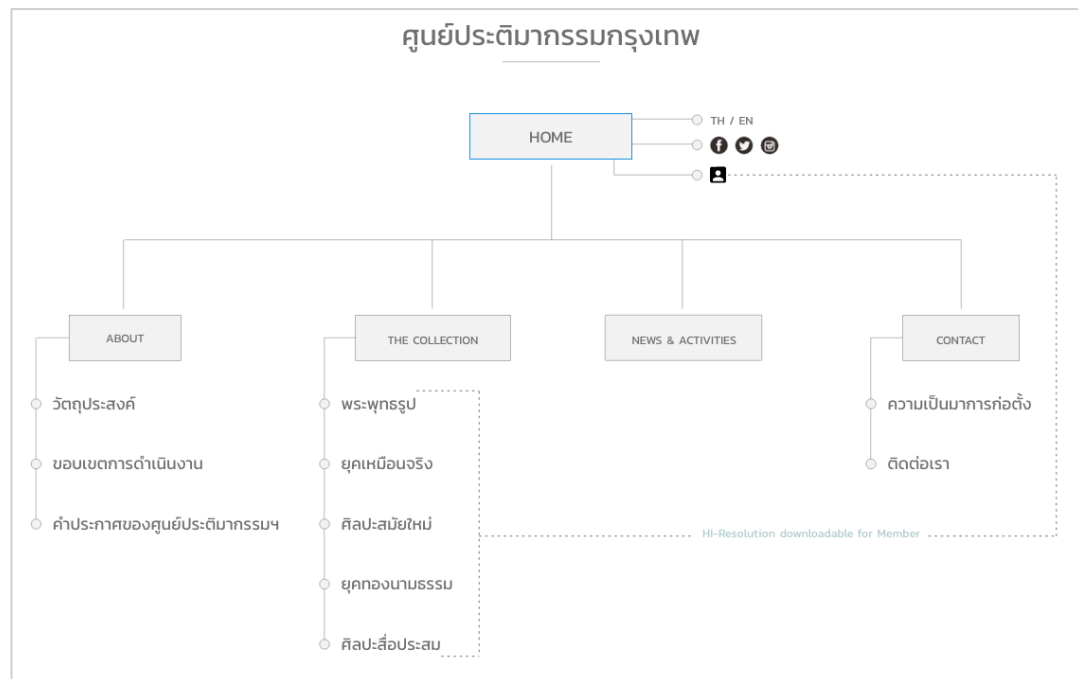 ศูนย์ประติมากรรมกรุงเทพ
HOME
TH / EN
ABOUT
THE COLLECTION
NEWS & ACTIVITIES
CONTACT
วัตถุประสงค์
ขอบเขตการดำเนินงาน
คำประกาศของศูนย์ประติมากรรมฯ
พระพุทธรูป
ยุคเหมือนจริง
ศิลปะสมัยใหม่
ยุคทองนามธรรม
ศิลปะสื่อประสม
ความเป็นมาการก่อตั้ง
ติดต่อเรา
HI-Resolution downloadable for Member